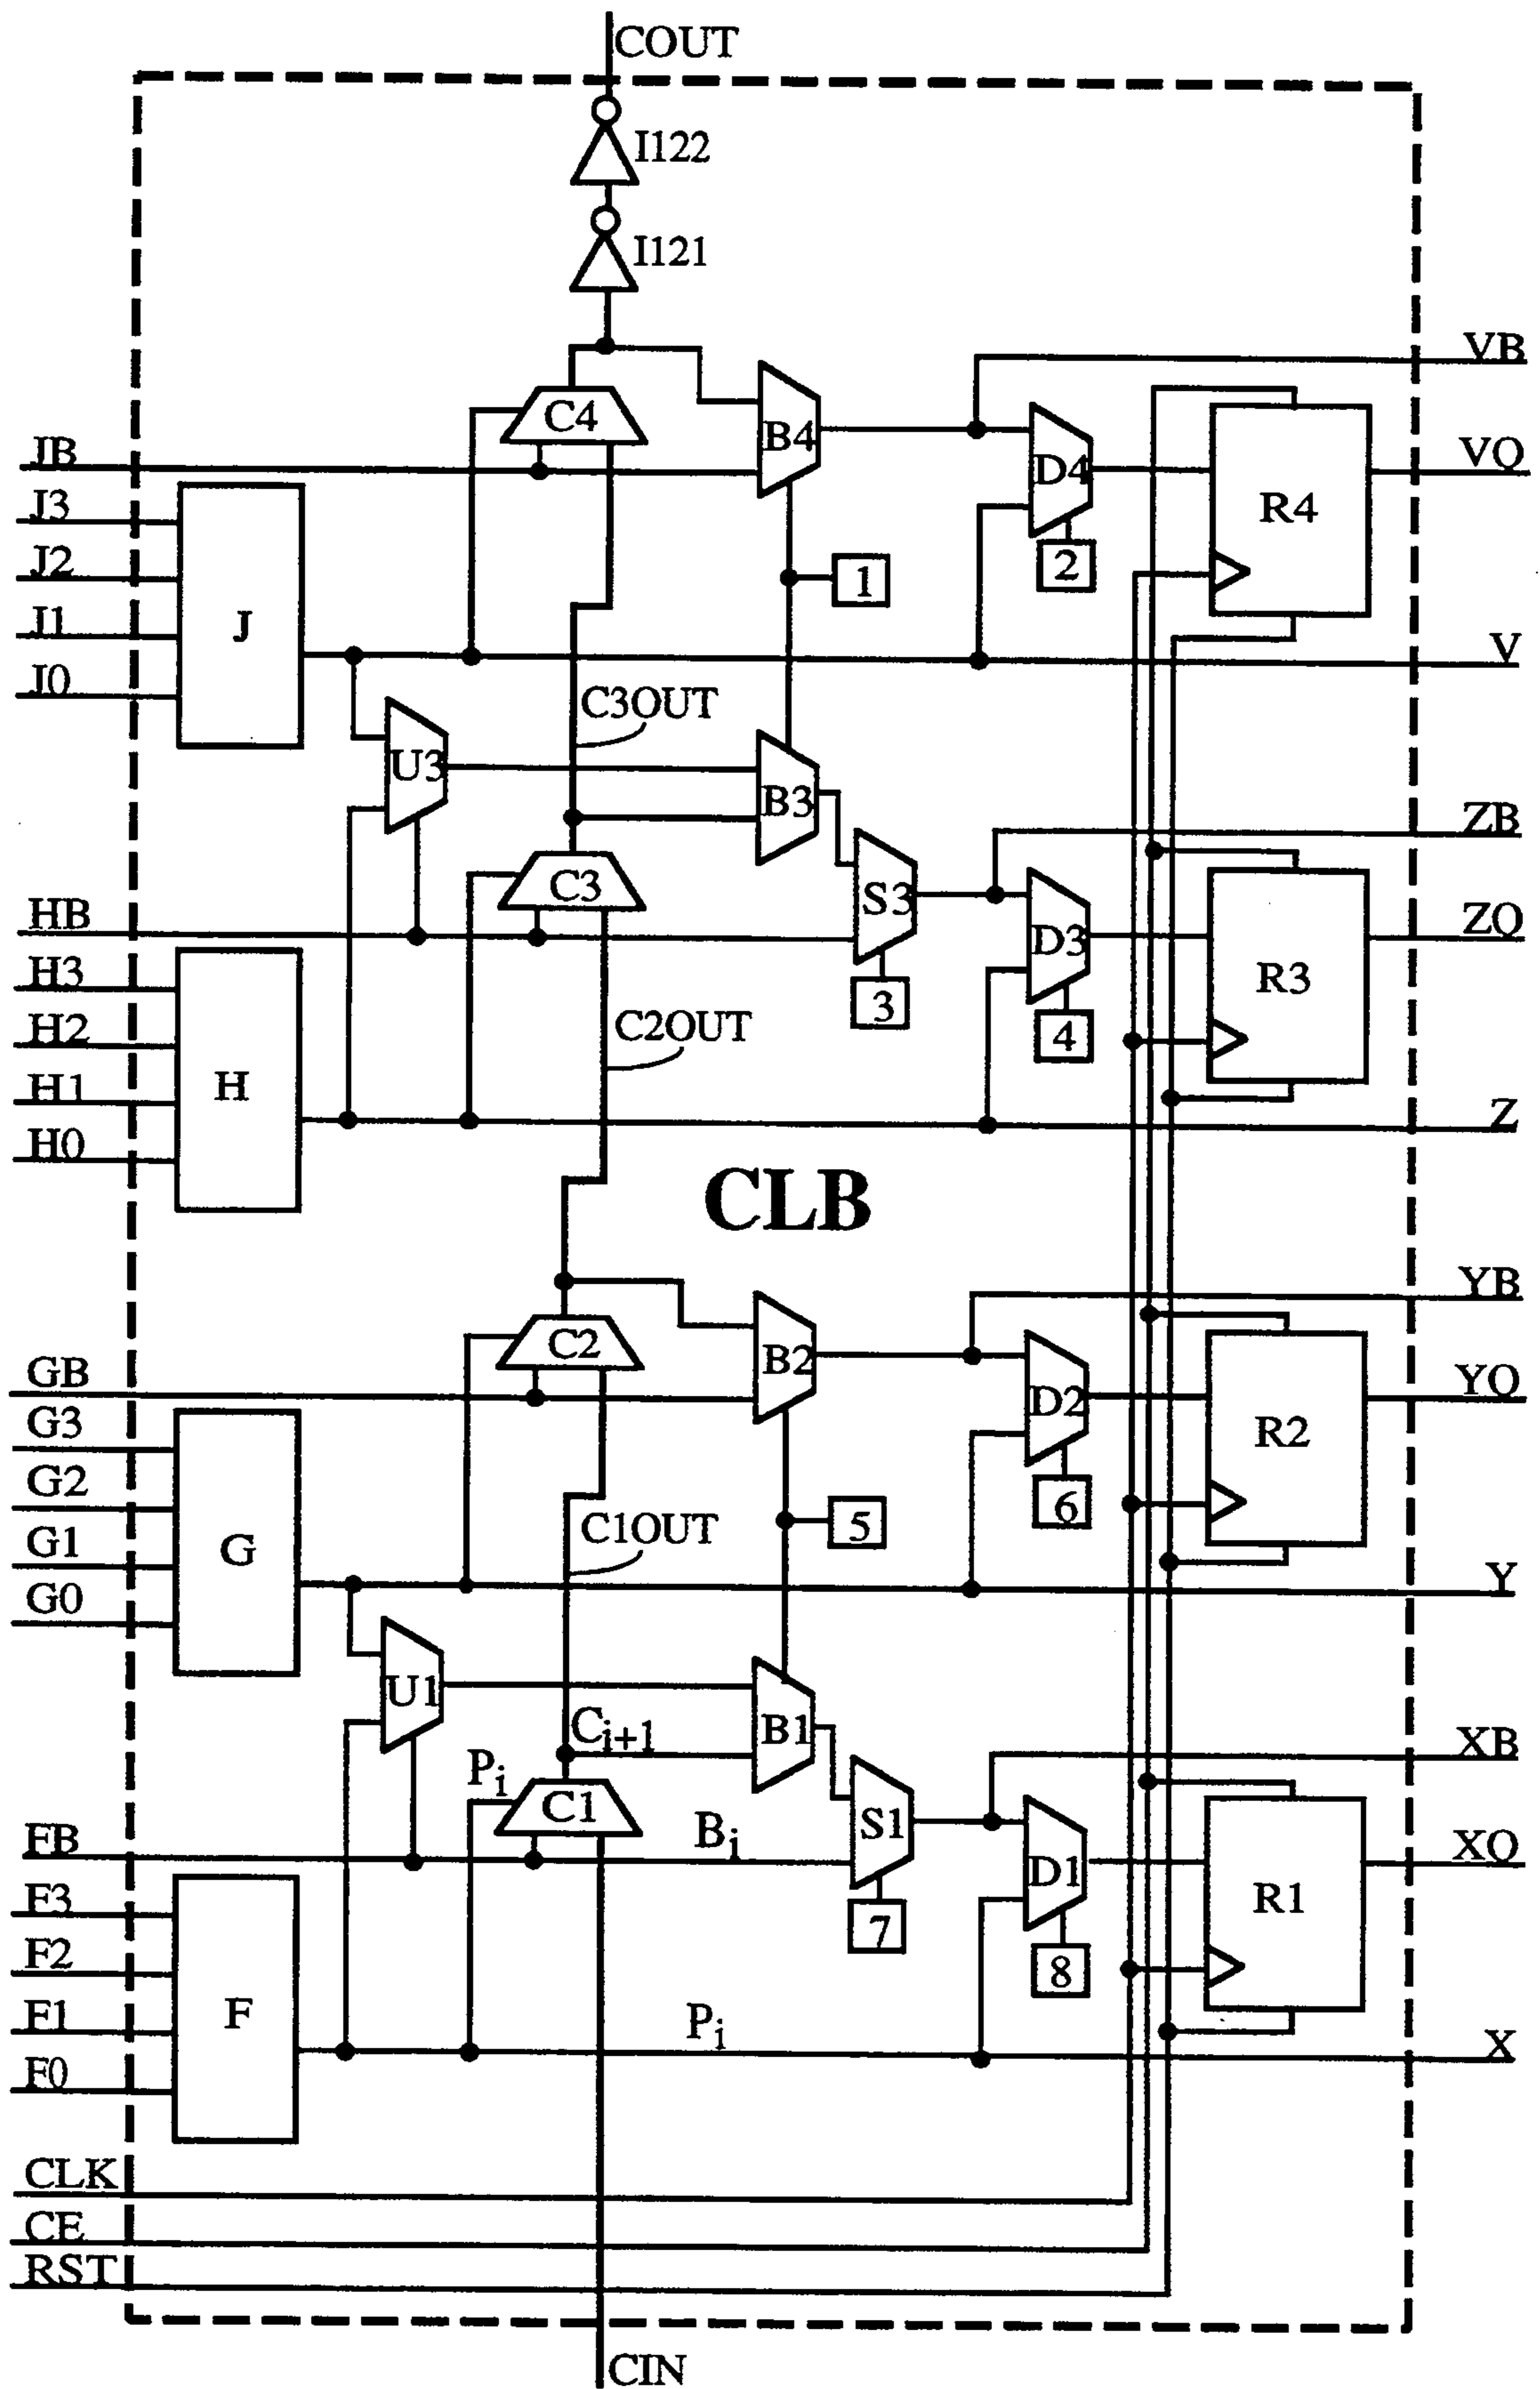 COUT
I122
I121
VB
C4
B4
D4
R4
VQ
JB
J3
J2
J1
J0
J
1
2
V
C3OUT
U3
B3
ZB
C3
S3
D3
R3
ZQ
HB
H3
H2
H1
H0
H
3
4
C2OUT
Z
CLB
YB
C2
B2
D2
R2
YQ
GB
G3
G2
G1
G0
G
5
6
C1OUT
Y
U1
B1
Ci+1
Pi
XB
C1
S1
D1
R1
XQ
FB
Bi
F3
F2
F1
F0
F
7
8
Pi
X
CLK
CE
RST
CIN